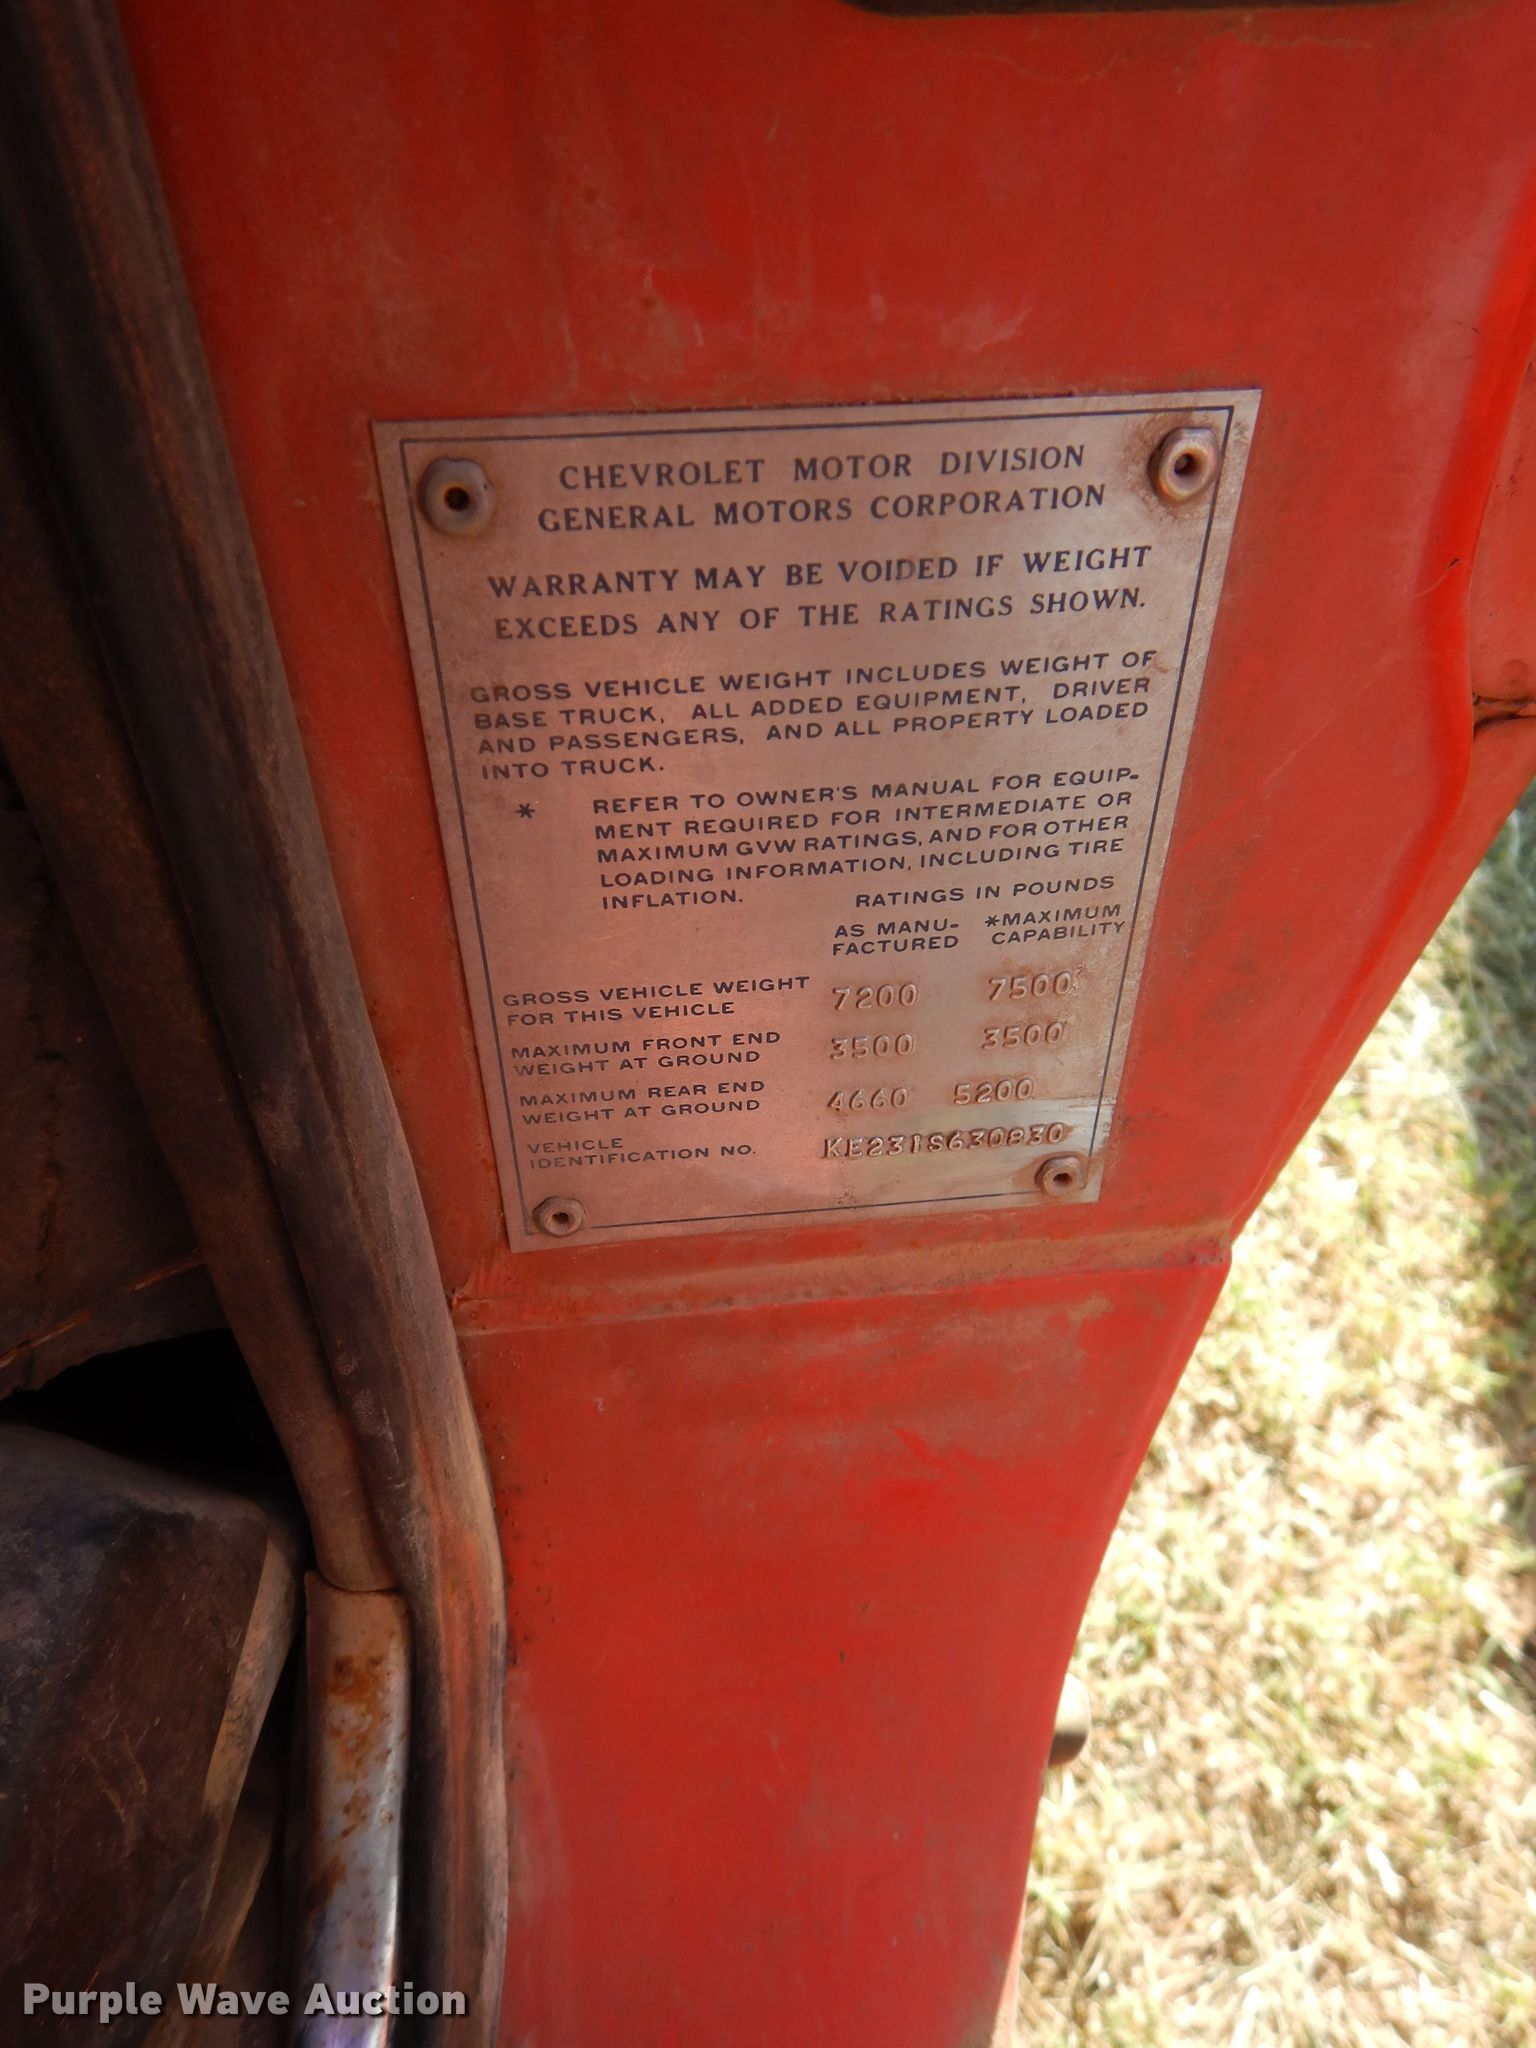 CHEVROLET MOTOR DIVISION
GENERAL MOTORS CORPORATION
WARRANTY MAY BE VOIDED IF WEIGHT
EXCEEDS ANY OF THE RATINGS SHOWN.
GROSS VEHICLE WEIGHT INCLUDES WEIGHT OF
BASE TRUCK, ALL ADDED EQUIPMENT, DRIVER
AND PASSENGERS, AND ALL PROPERTY LOADED
INTO TRUCK.
* REFER TO OWNER'S MANUAL FOR EQUIP-
MENT REQUIRED FOR INTERMEDIATE OR
MAXIMUM GVW RATINGS, AND FOR OTHER
LOADING INFORMATION, INCLUDING TIRE
INFLATION.
RATINGS IN POUNDS
AS MANU- *MAXIMUM
FACTURED CAPABILITY
GROSS VEHICLE WEIGHT
FOR THIS VEHICLE 7200 7500
MAXIMUM FRONT END
WEIGHT AT GROUND 3500 3500
MAXIMUM REAR END
WEIGHT AT GROUND 4660 5200
VEHICLE
IDENTIFICATION NO. KE231S630830
Purple Wave Auction